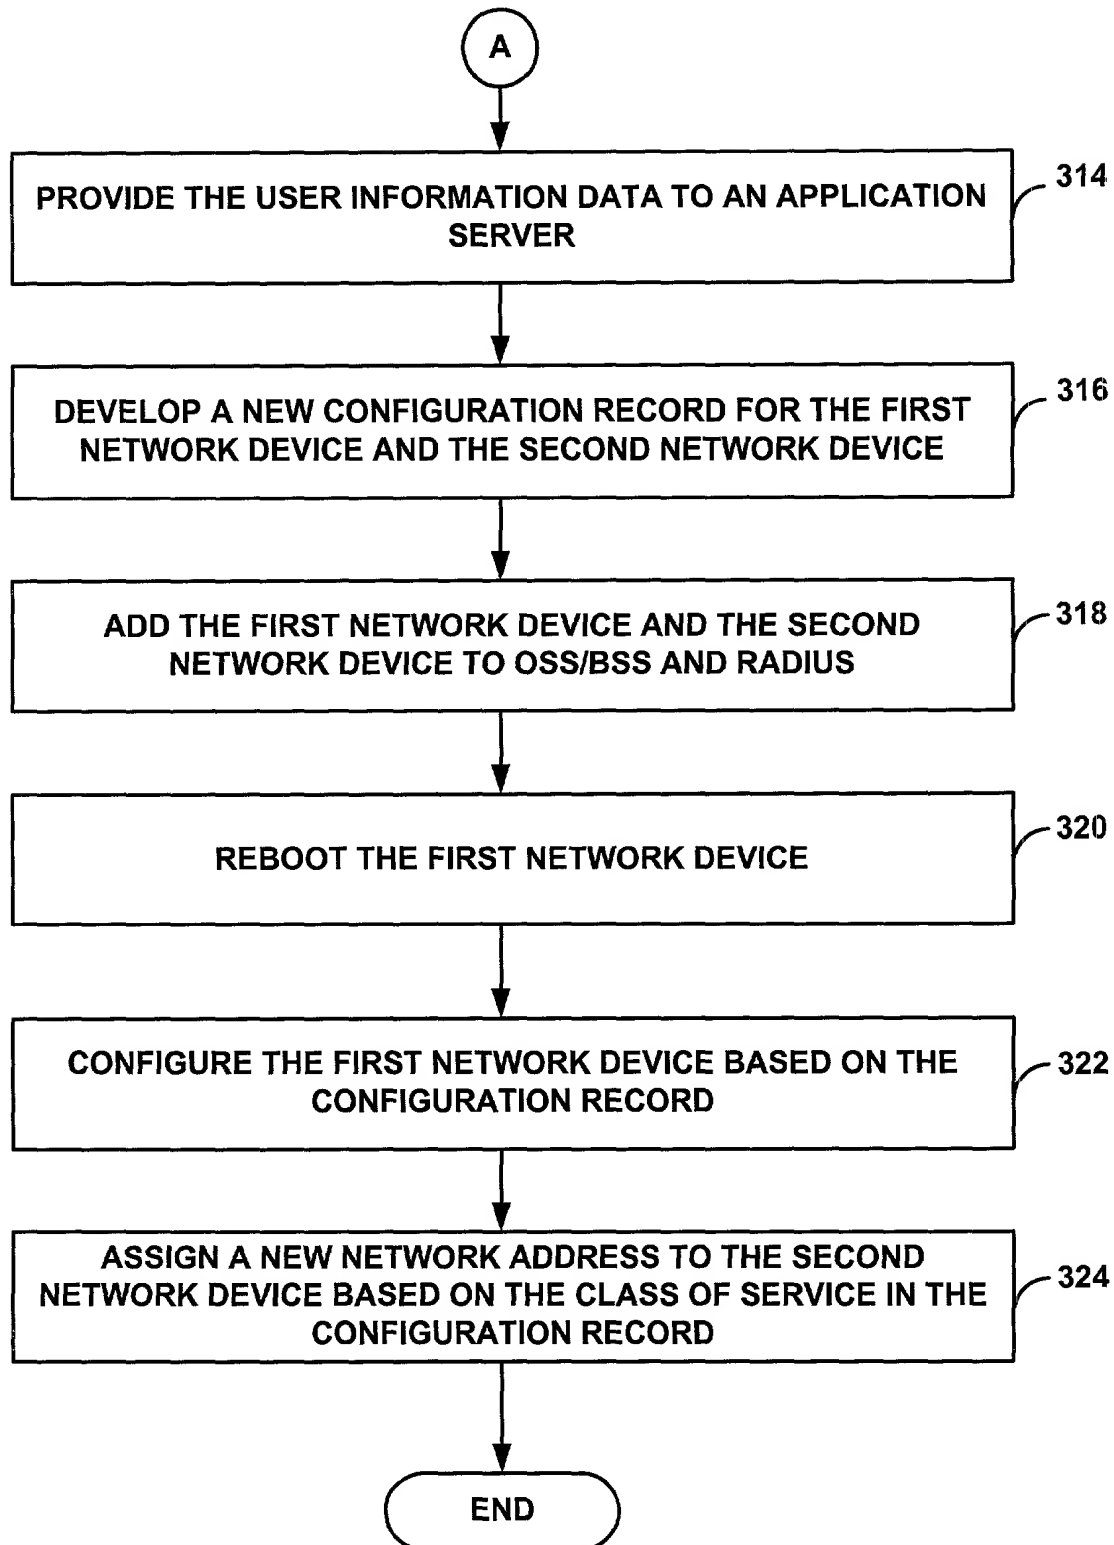 A
PROVIDE THE USER INFORMATION DATA TO AN APPLICATION
SERVER
314
DEVELOP A NEW CONFIGURATION RECORD FOR THE FIRST
NETWORK DEVICE AND THE SECOND NETWORK DEVICE
316
ADD THE FIRST NETWORK DEVICE AND THE SECOND
NETWORK DEVICE TO OSS/BSS AND RADIUS
318
REBOOT THE FIRST NETWORK DEVICE
320
CONFIGURE THE FIRST NETWORK DEVICE BASED ON THE
CONFIGURATION RECORD
322
ASSIGN A NEW NETWORK ADDRESS TO THE SECOND
NETWORK DEVICE BASED ON THE CLASS OF SERVICE IN THE
CONFIGURATION RECORD
324
END